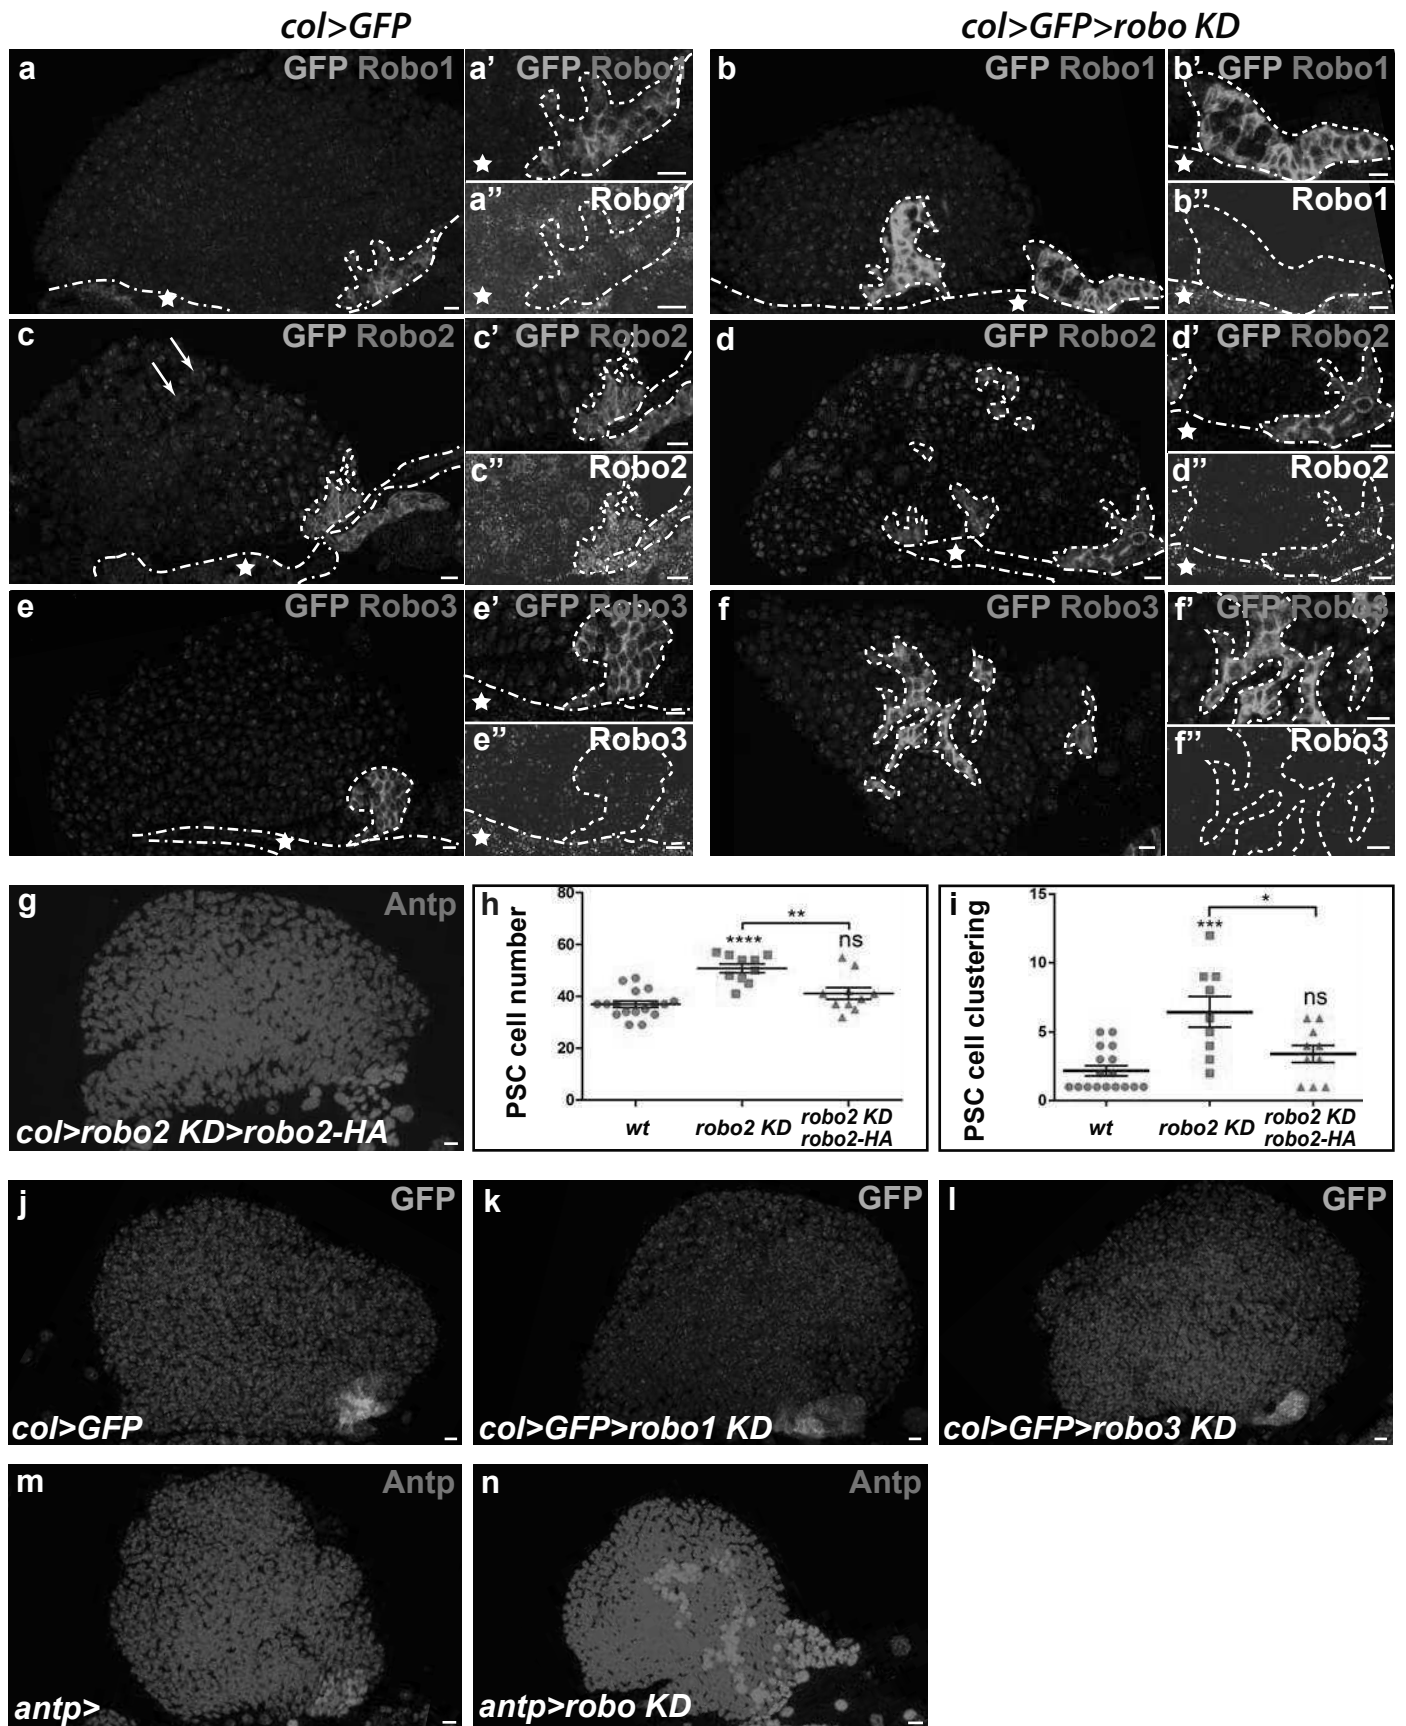 col>GFP
col>GFP>robo KD
a
GFP Robo1
a’ GFP Robo1
a’’ Robo1
b
GFP Robo1
b’ GFP Robo1
b’’ Robo1
c
GFP Robo2
c’ GFP Robo2
c’’ Robo2
d
GFP Robo2
d’ GFP Robo2
d’’ Robo2
e
GFP Robo3
e’ GFP Robo3
e’’ Robo3
f
GFP Robo3
f’ GFP Robo3
f’’ Robo3
g
Antp
col>robo2 KD>robo2-HA
h
PSC cell number
80
60
40
20
0
****
**
ns
wt
robo2 KD
robo2 KD
robo2-HA
i
PSC cell clustering
15
10
5
0
***
*
ns
wt
robo2 KD
robo2 KD
robo2-HA
j
GFP
col>GFP
k
GFP
col>GFP>robo1 KD
l
GFP
col>GFP>robo3 KD
m
Antp
antp>
n
Antp
antp>robo KD